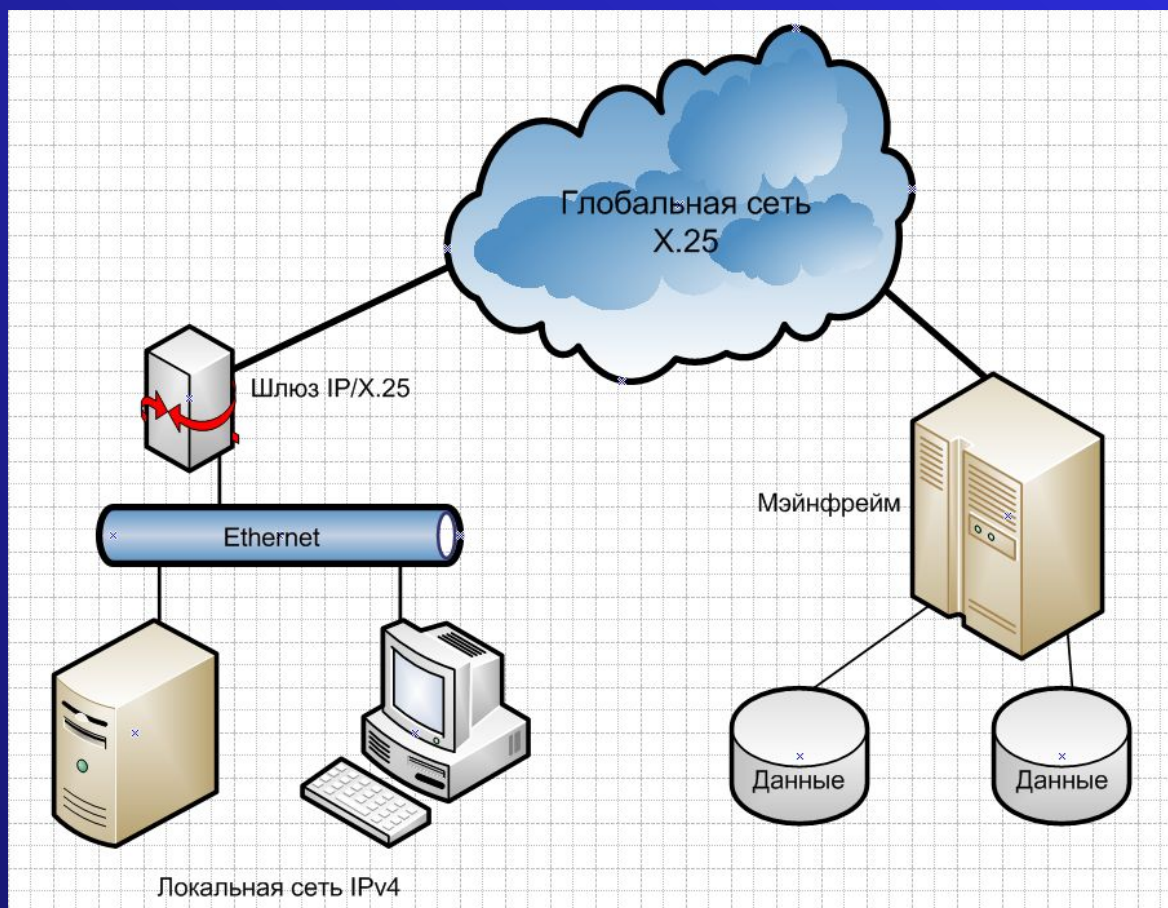 Глобальная сеть
X.25
Шлюз IP/X.25
Мэйнфрейм
Ethernet
Данные
Данные
Локальная сеть IPv4